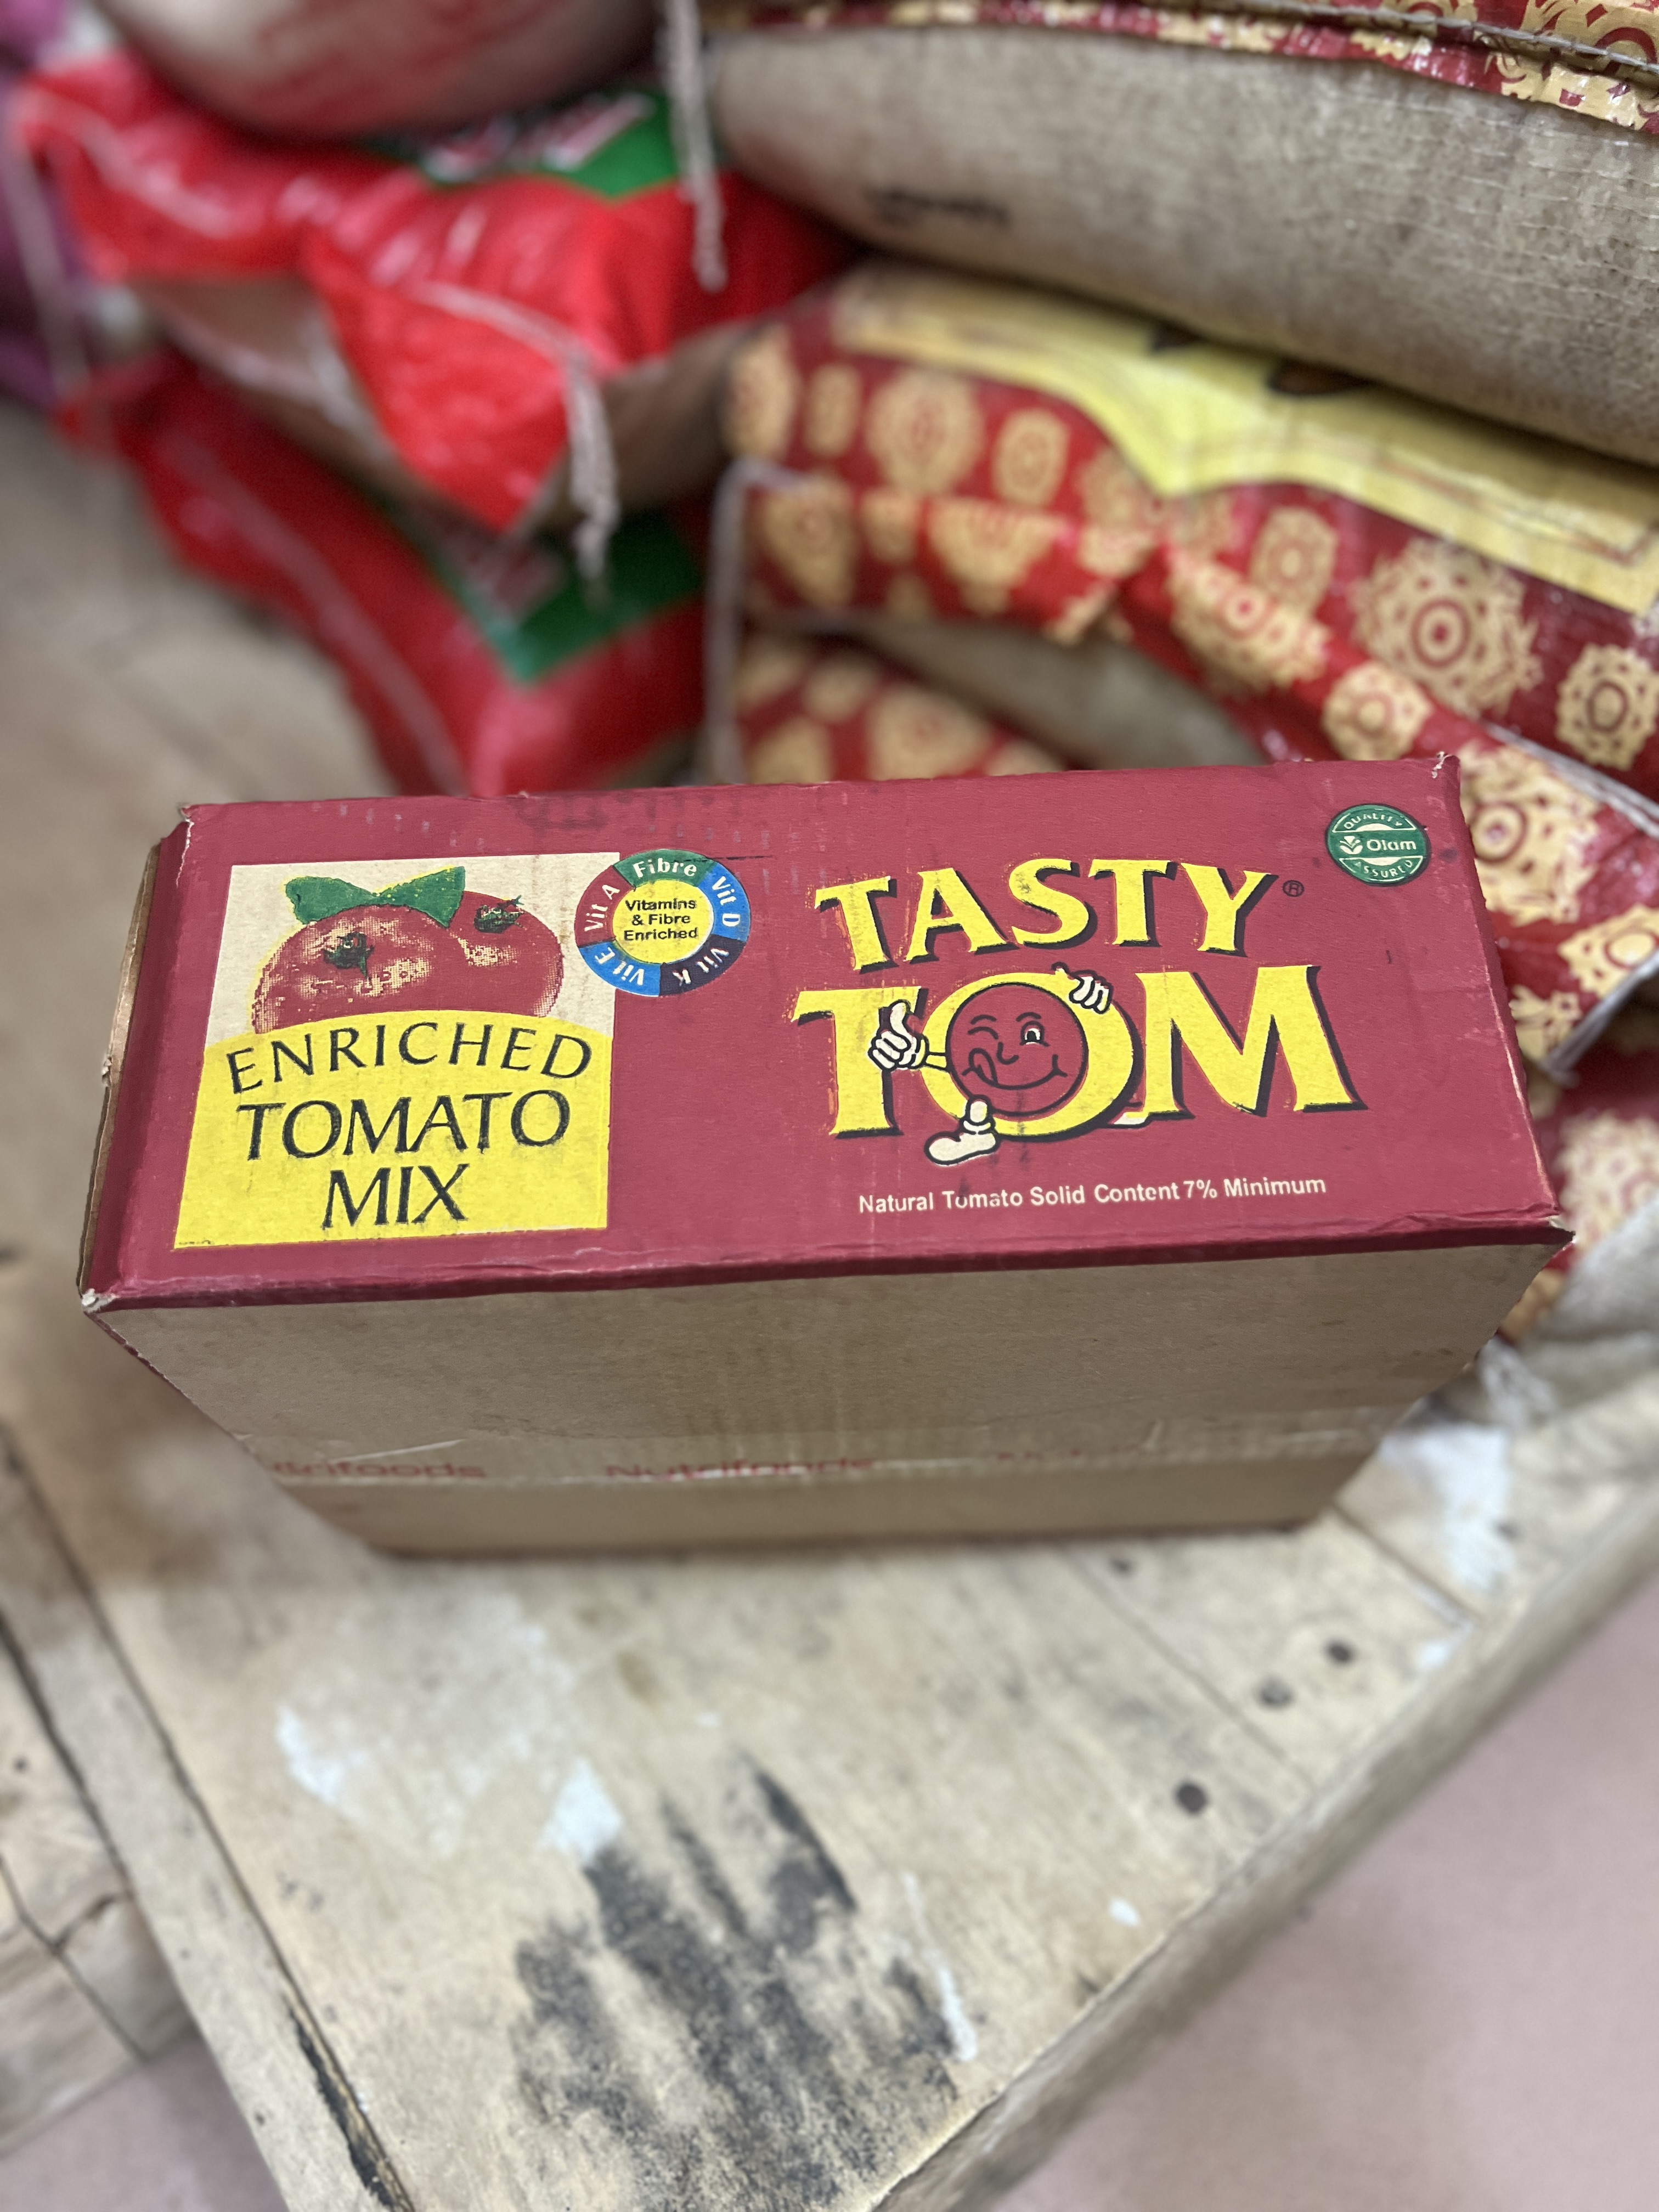 ENRICHED
TOMATO
MIX
Fibre
Vit A
Vit D
Vit E
Vit K
Vitamins
& Fibre
Enriched
TASTY
TOM®
Natural Tomato Solid Content 7% Minimum
QUALITY
Olam
ASSURED
Nutrifoods